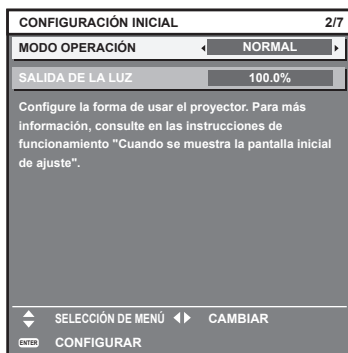 CONFIGURACIÓN INICIAL 2/7
MODO OPERACIÓN NORMAL
SALIDA DE LA LUZ 100.0%
Configure la forma de usar el proyector. Para más
información, consulte en las instrucciones de
funcionamiento "Cuando se muestra la pantalla inicial
de ajuste".
SELECCIÓN DE MENÚ CAMBIAR
ENTER CONFIGURAR